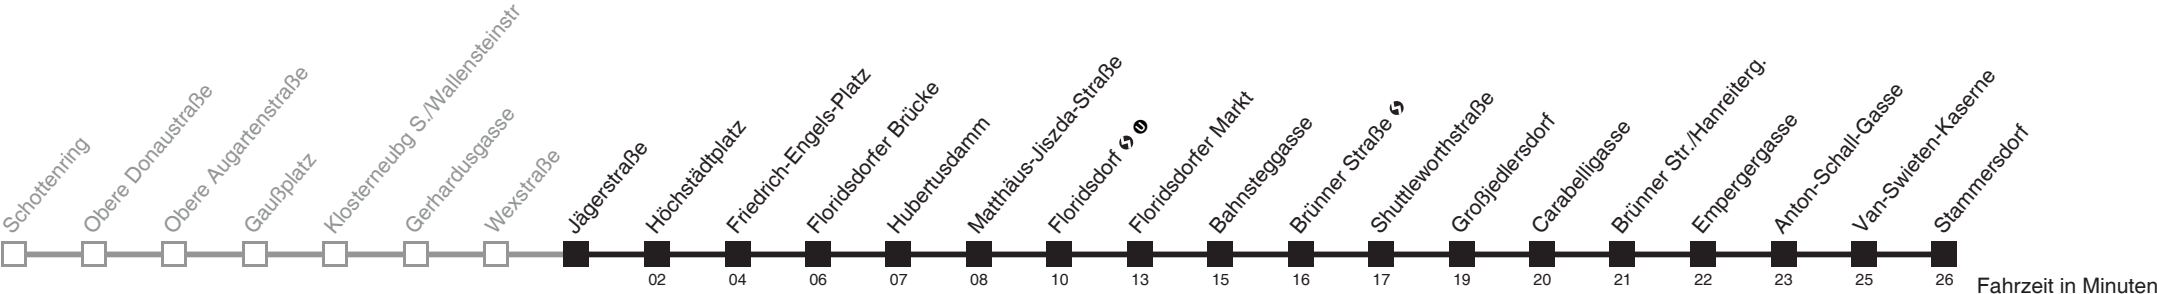 Schottenring
Obere Donaustraße
Obere Augartenstraße
Gaußplatz
Klosterneubg S./Wallensteinstr
Gerhardusgasse
Wexstraße
Jägerstraße
Höchstädtplatz
Friedrich-Engels-Platz
Floridsdorfer Brücke
Hubertusdamm
Matthäus-Jiszda-Straße
Floridsdorf S U
Floridsdorfer Markt
Bahnsteggasse
Brünner Straße S
Shuttleworthstraße
Großjedlersdorf
Carabelligasse
Brünner Str./Hanreiterg.
Empergergasse
Anton-Schall-Gasse
Van-Swieten-Kaserne
Stammersdorf
02 04 06 07 08 10 13 15 16 17 19 20 21 22 23 25 26 Fahrzeit in Minuten